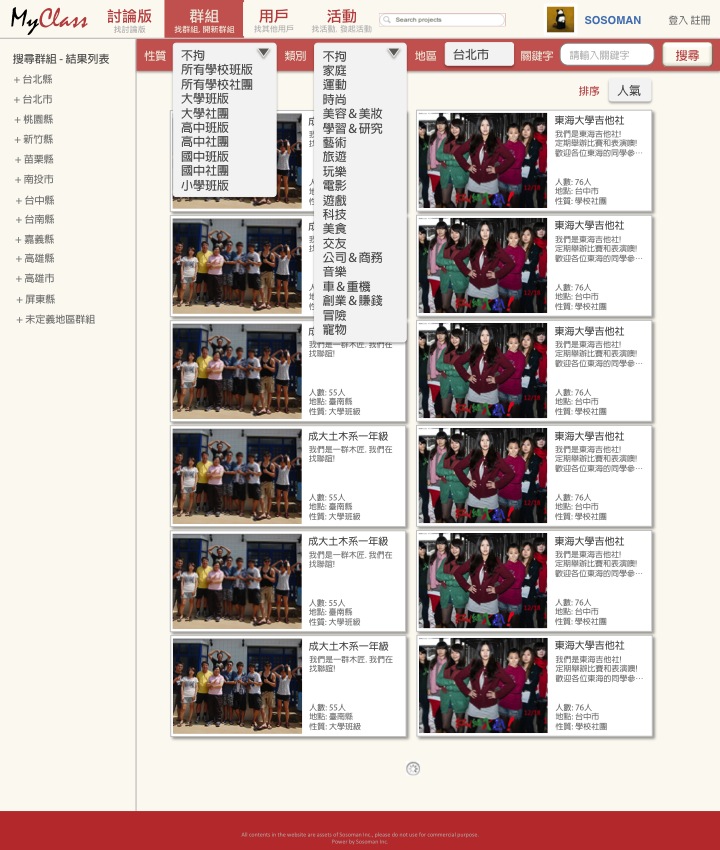 MyClass
討論版
找討論版
群組
找群組, 開新群組
用戶
找其他用戶
活動
找活動, 發起活動
Search projects
SOSOMAN
登入 註冊
性質
類別
地區
台北市
關鍵字
請輸入關鍵字
搜尋
排序
人氣
搜尋群組 - 結果列表
+ 台北縣
+ 台北市
+ 桃園縣
+ 新竹縣
+ 苗栗縣
+ 南投市
+ 台中縣
+ 台南縣
+ 嘉義縣
+ 高雄縣
+ 高雄市
+ 屏東縣
+ 未定義地區群組
不拘
所有學校班版
所有學校社團
大學班版
大學社團
高中班版
高中社團
國中班版
國中社團
小學班版
不拘
家庭
運動
時尚
美容＆美妝
學習＆研究
藝術
旅遊
玩樂
電影
遊戲
科技
美食
交友
公司＆商務
音樂
車＆重機
創業＆賺錢
冒險
寵物
東海大學吉他社
我們是東海吉他社!
定期舉辦比賽和表演噢!
歡迎各位東海的同學參…
人數: 76人
地點: 台中市
性質: 學校社團
東海大學吉他社
我們是東海吉他社!
定期舉辦比賽和表演噢!
歡迎各位東海的同學參…
人數: 76人
地點: 台中市
性質: 學校社團
我們是一群木匠, 我們在
找聯誼!
人數: 55人
地點: 臺南縣
性質: 大學班級
東海大學吉他社
我們是東海吉他社!
定期舉辦比賽和表演噢!
歡迎各位東海的同學參…
人數: 76人
地點: 台中市
性質: 學校社團
成大土木系一年級
我們是一群木匠, 我們在
找聯誼!
人數: 55人
地點: 臺南縣
性質: 大學班級
東海大學吉他社
我們是東海吉他社!
定期舉辦比賽和表演噢!
歡迎各位東海的同學參…
人數: 76人
地點: 台中市
性質: 學校社團
成大土木系一年級
我們是一群木匠, 我們在
找聯誼!
人數: 55人
地點: 臺南縣
性質: 大學班級
東海大學吉他社
我們是東海吉他社!
定期舉辦比賽和表演噢!
歡迎各位東海的同學參…
人數: 76人
地點: 台中市
性質: 學校社團
成大土木系一年級
我們是一群木匠, 我們在
找聯誼!
人數: 55人
地點: 臺南縣
性質: 大學班級
東海大學吉他社
我們是東海吉他社!
定期舉辦比賽和表演噢!
歡迎各位東海的同學參…
人數: 76人
地點: 台中市
性質: 學校社團
All contents in the website are assets of Sosoman Inc., please do not use for commercial purpose.
Power by Sosoman Inc.